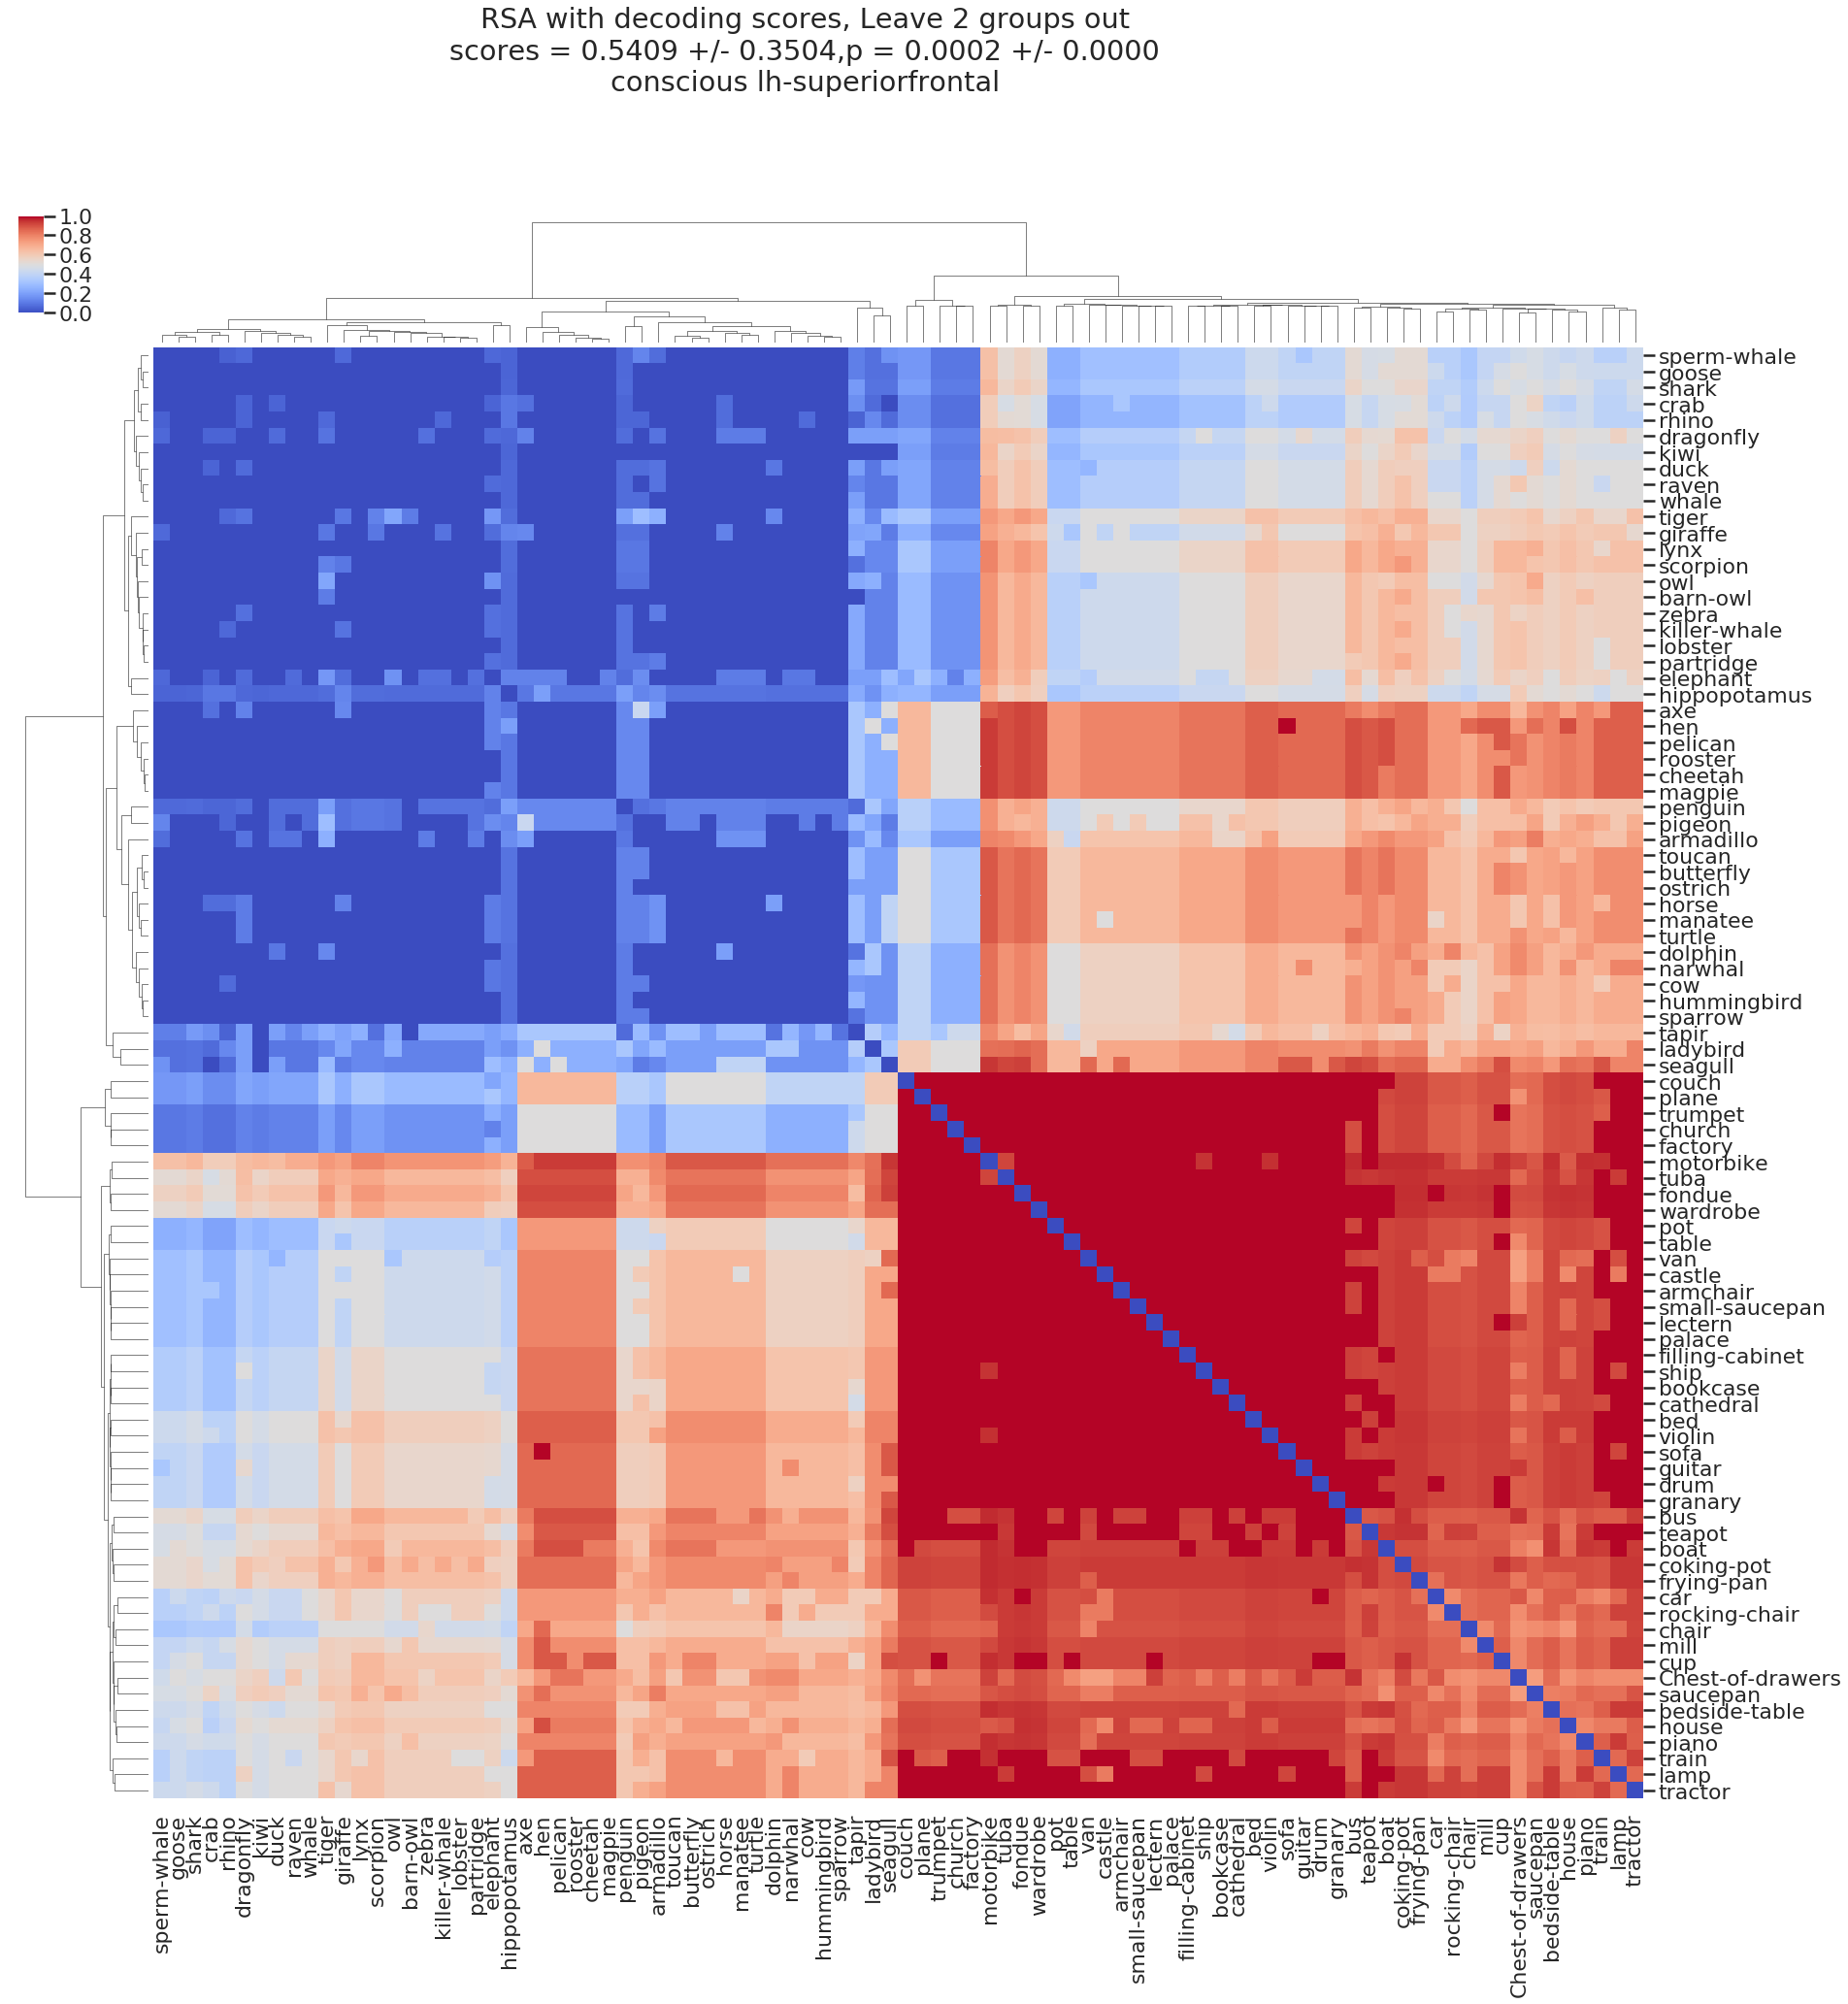 RSA with decoding scores, Leave 2 groups out
scores = 0.5409 +/- 0.3504,p = 0.0002 +/- 0.0000
conscious lh-superiorfrontal
1.0
0.8
0.6
0.4
0.2
0.0
sperm-whale
goose
shark
crab
rhino
dragonfly
kiwi
duck
raven
whale
tiger
giraffe
lynx
scorpion
owl
barn-owl
zebra
killer-whale
lobster
partridge
elephant
hippopotamus
axe
hen
pelican
rooster
cheetah
magpie
penguin
pigeon
armadillo
toucan
butterfly
ostrich
horse
manatee
turtle
dolphin
narwhal
cow
hummingbird
sparrow
tapir
ladybird
seagull
couch
plane
trumpet
church
factory
motorbike
tuba
fondue
wardrobe
pot
table
van
castle
armchair
small-saucepan
lectern
palace
filling-cabinet
ship
bookcase
cathedral
bed
violin
sofa
guitar
drum
granary
bus
teapot
boat
coking-pot
frying-pan
car
rocking-chair
chair
mill
cup
Chest-of-drawers
saucepan
bedside-table
house
piano
train
lamp
tractor
sperm-whale
goose
shark
crab
rhino
dragonfly
kiwi
duck
raven
whale
tiger
giraffe
lynx
scorpion
owl
barn-owl
zebra
killer-whale
lobster
partridge
elephant
hippopotamus
axe
hen
pelican
rooster
cheetah
magpie
penguin
pigeon
armadillo
toucan
butterfly
ostrich
horse
manatee
turtle
dolphin
narwhal
cow
hummingbird
sparrow
tapir
ladybird
seagull
couch
plane
trumpet
church
factory
motorbike
tuba
fondue
wardrobe
pot
table
van
castle
armchair
small-saucepan
lectern
palace
filling-cabinet
ship
bookcase
cathedral
bed
violin
sofa
guitar
drum
granary
bus
teapot
boat
coking-pot
frying-pan
car
rocking-chair
chair
mill
cup
Chest-of-drawers
saucepan
bedside-table
house
piano
train
lamp
tractor